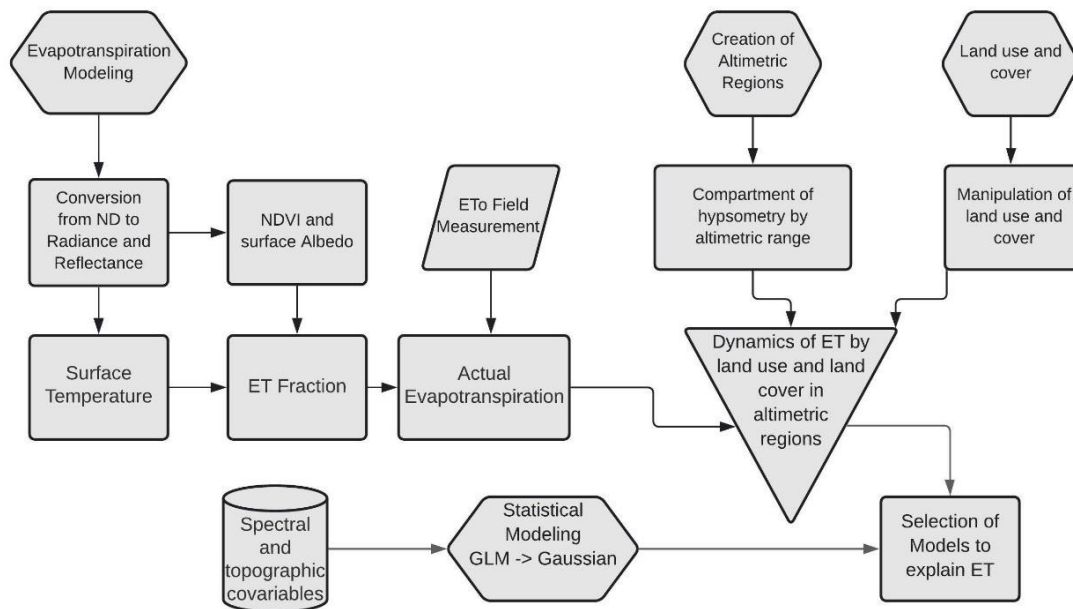 Evapotranspiration
Modeling
Creation of
Altimetric
Regions
Land use and
cover
Conversion
from ND to
Radiance and
Reflectance
NDVI and
surface Albedo
ETo Field
Measurement
Compartment of
hypsometry by
altimetric range
Manipulation of
land use and
cover
Surface
Temperature
ET Fraction
Actual
Evapotranspiration
Dynamics of ET by
land use and land
cover in
altimetric
regions
Spectral
and
topographic
covariables
Statistical
Modeling
GLM -> Gaussian
Selection of
Models to
explain ET